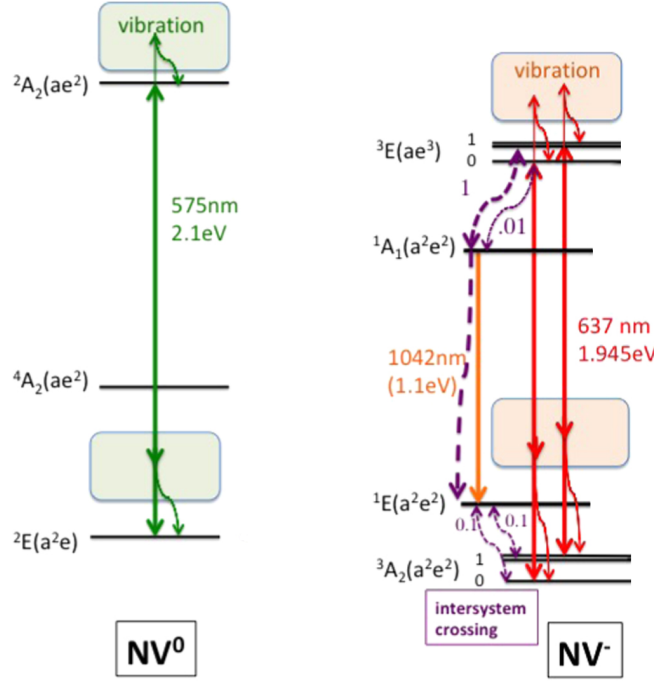 vibration
²A₂(ae²)
575nm
2.1eV
⁴A₂(ae²)
²E(a²e)
NV⁰
vibration
³E(ae³)
1
0
1
.01
¹A₁(a²e²)
637 nm
1.945eV
1042nm
(1.1eV)
¹E(a²e²)
0.1
0.1
³A₂(a²e²)
1
0
intersystem
crossing
NV⁻